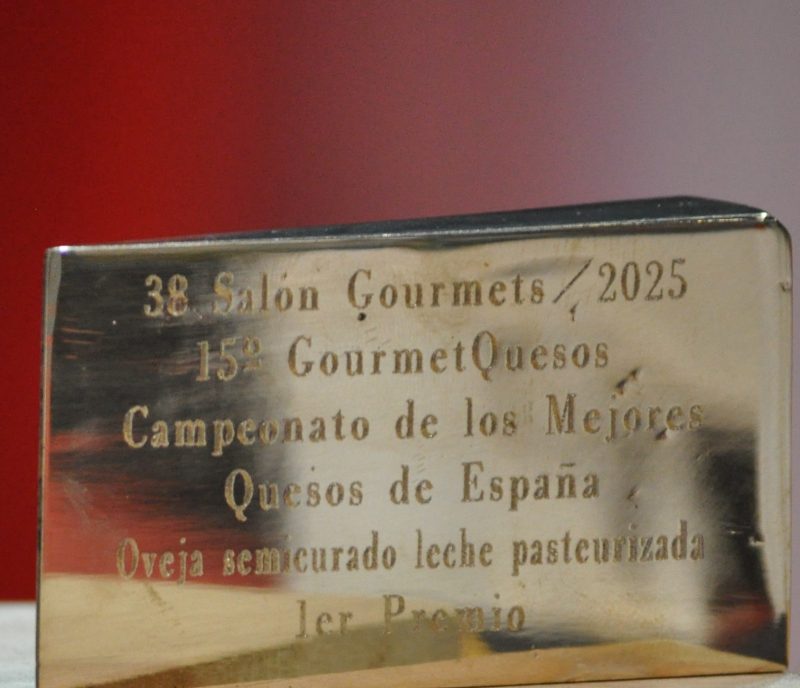 38 Salón Gourmets/2025
15º GourmetQuesos
Campeonato de los Mejores
Quesos de España
Oveja semicurado leche pasteurizada
1er Premio